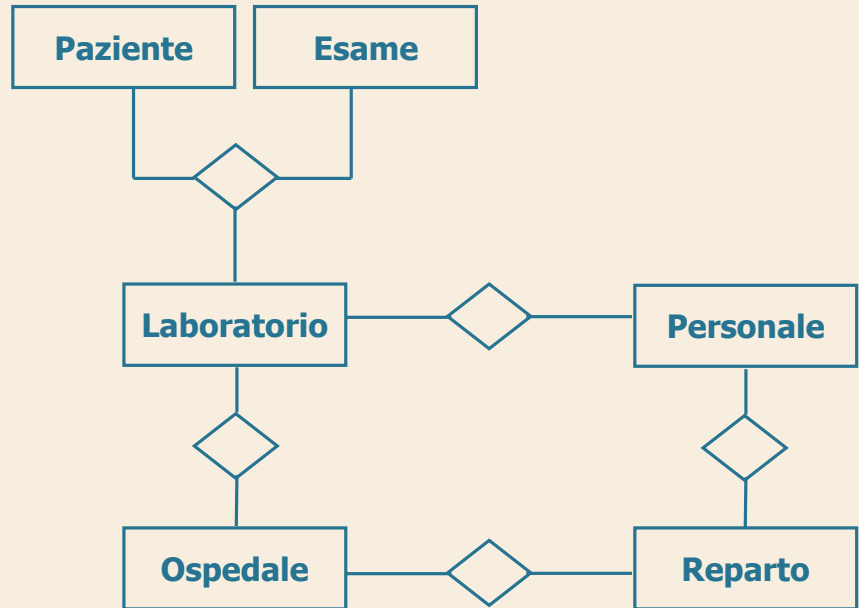 Paziente
Esame
Laboratorio
Personale
Ospedale
Reparto